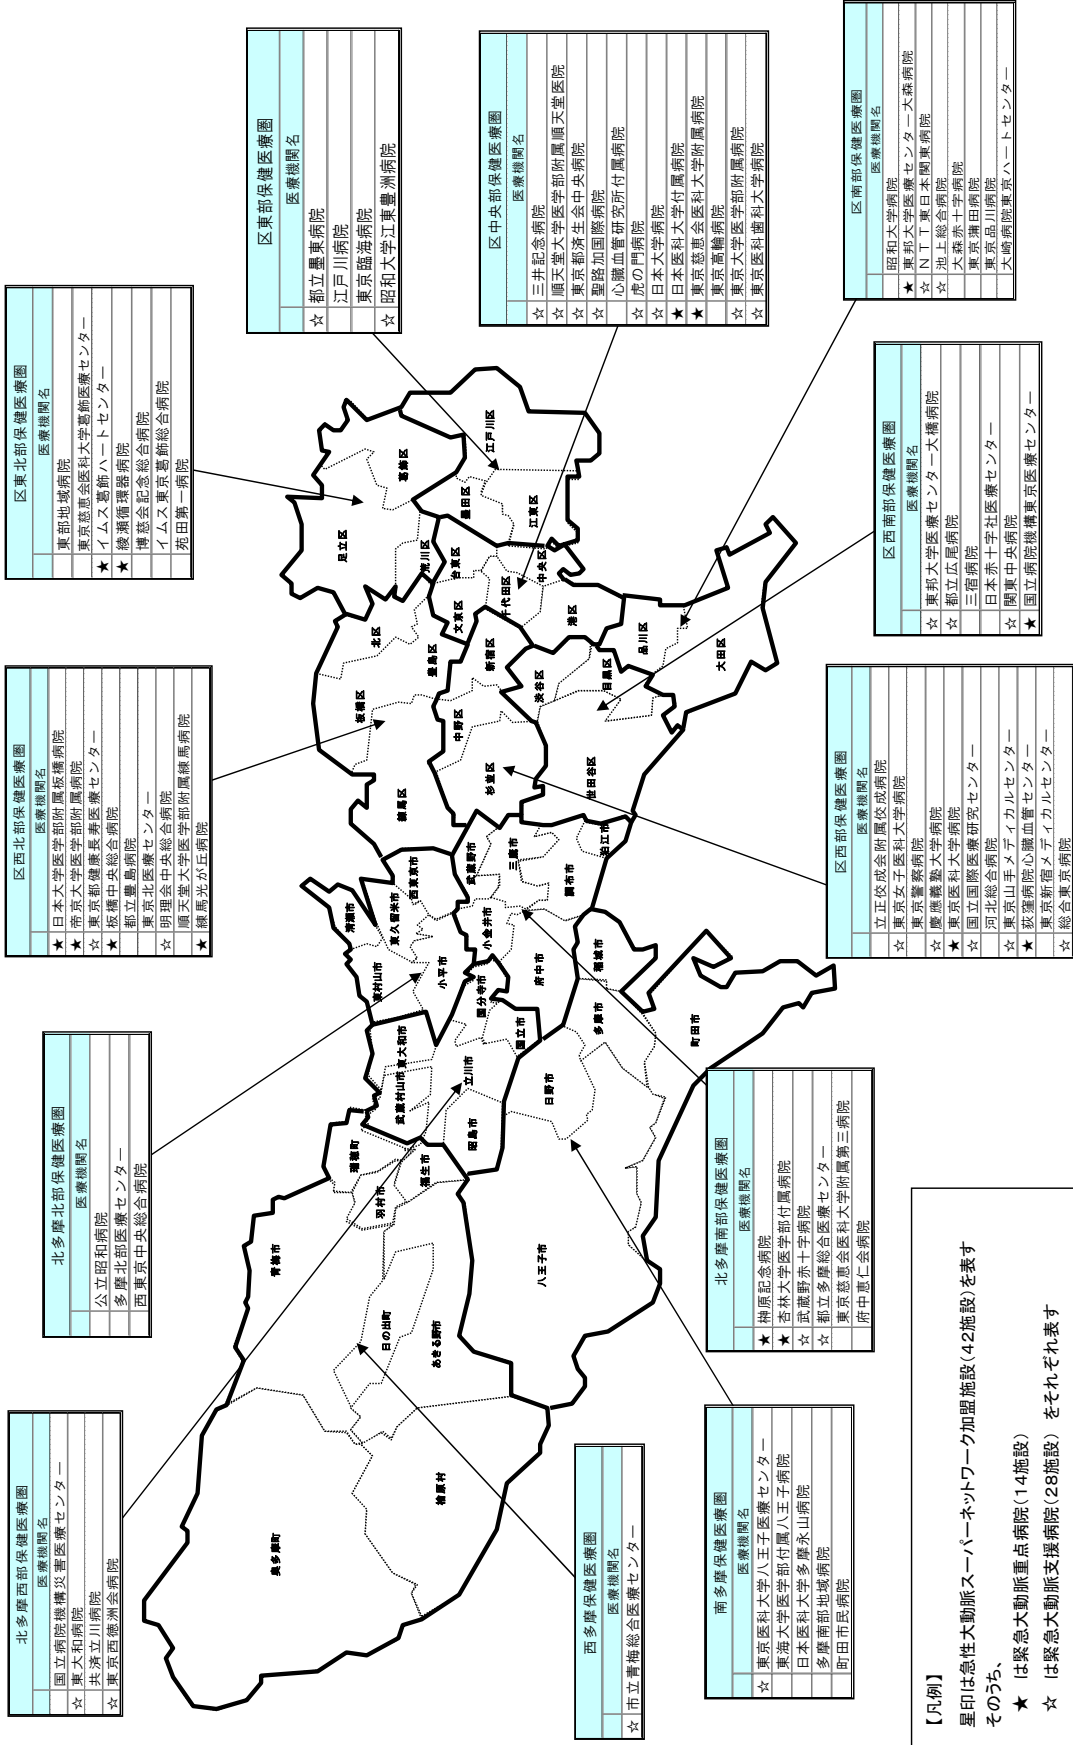 北多摩西部保健医療圏
医療機関名
国立病院機構災害医療センター
☆ 東大和病院
共済立川病院
☆ 東京西徳洲会病院
北多摩北部保健医療圏
医療機関名
公立昭和病院
多摩北部医療センター
西東京中央総合病院
区西北部保健医療圏
医療機関名
★ 日本大学医学部附属板橋病院
★ 帝京大学医学部附属病院
☆ 東京都健康長寿医療センター
★ 板橋中央総合病院
都立豊島病院
東京北医療センター
☆ 明理会中央総合病院
順天堂大学医学部附属練馬病院
★ 練馬光が丘病院
区東北部保健医療圏
医療機関名
東部地域病院
東京慈恵会医科大学葛飾医療センター
★ イムス葛飾ハートセンター
★ 綾瀬循環器病院
博慈会記念総合病院
イムス東京葛飾総合病院
苑田第一病院
区東部保健医療圏
医療機関名
☆ 都立墨東病院
江戸川病院
東京臨海病院
☆ 昭和大学江東豊洲病院
区中央部保健医療圏
医療機関名
☆ 三井記念病院
☆ 順天堂大学医学部附属順天堂医院
☆ 東京都済生会中央病院
☆ 聖路加国際病院
心臓血管研究所付属病院
☆ 虎の門病院
☆ 日本大学病院
★ 日本医科大学付属病院
★ 東京慈恵会医科大学附属病院
東京高輪病院
☆ 東京大学医学部附属病院
☆ 東京医科歯科大学病院
区南部保健医療圏
医療機関名
昭和大学病院
★ 東邦大学医療センター大森病院
☆ ＮＴＴ東日本関東病院
☆ 池上総合病院
大森赤十字病院
東京蒲田病院
東京品川病院
大崎病院東京ハートセンター
区西南部保健医療圏
医療機関名
☆ 東邦大学医療センター大橋病院
☆ 都立広尾病院
三宿病院
日本赤十字社医療センター
☆ 関東中央病院
★ 国立病院機構東京医療センター
区西部保健医療圏
医療機関名
立正佼成会附属佼成病院
☆ 東京女子医科大学病院
東京警察病院
☆ 慶應義塾大学病院
★ 東京医科大学病院
☆ 国立国際医療研究センター
河北総合病院
☆ 東京山手メディカルセンター
★ 荻窪病院心臓血管センター
東京新宿メディカルセンター
☆ 総合東京病院
北多摩南部保健医療圏
医療機関名
★ 榊原記念病院
★ 杏林大学医学部付属病院
☆ 武蔵野赤十字病院
☆ 都立多摩総合医療センター
東京慈恵会医科大学附属第三病院
府中恵仁会病院
南多摩保健医療圏
医療機関名
☆ 東京医科大学八王子医療センター
東海大学医学部付属八王子病院
日本医科大学多摩永山病院
多摩南部地域病院
町田市民病院
西多摩保健医療圏
医療機関名
☆ 市立青梅総合医療センター
奥多摩町
檜原村
青梅市
日の出町
あきる野市
瑞穂町
羽村市
福生市
八王子市
武蔵村山市
東大和市
昭島市
立川市
国立市
国分寺市
日野市
多摩市
稲城市
町田市
東村山市
清瀬市
東久留米市
小平市
西東京市
小金井市
府中市
武蔵野市
三鷹市
調布市
狛江市
練馬区
板橋区
北区
豊島区
中野区
杉並区
新宿区
渋谷区
目黒区
世田谷区
品川区
大田区
足立区
葛飾区
荒川区
台東区
文京区
千代田区
中央区
港区
墨田区
江東区
江戸川区
【凡例】
星印は急性大動脈スーパーネットワーク加盟施設（４２施設）を表す
そのうち、
★ は緊急大動脈重点病院（１４施設）
☆ は緊急大動脈支援病院（２８施設） をそれぞれ表す